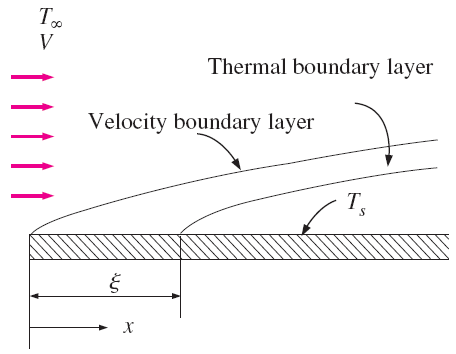 T∞
V
Thermal boundary layer
Velocity boundary layer
Tₛ
ξ
x